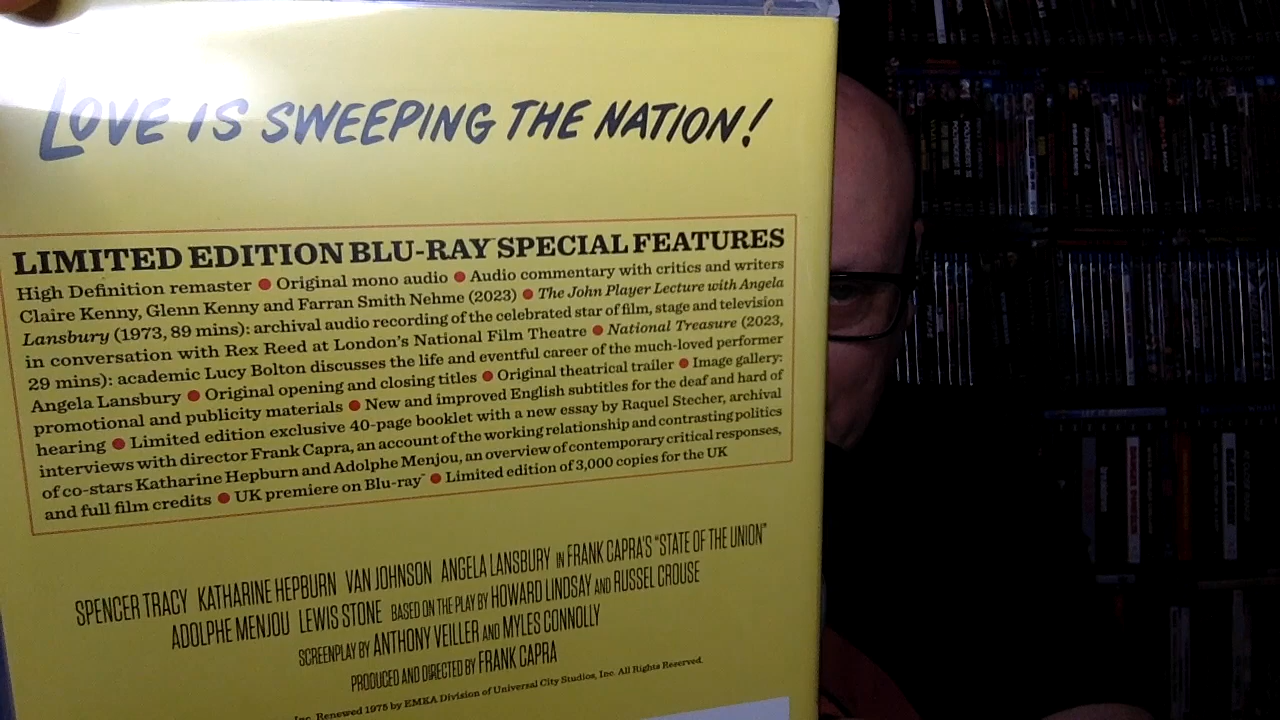 LOVE IS SWEEPING THE NATION!
LIMITED EDITION BLU-RAY SPECIAL FEATURES
High Definition remaster ● Original mono audio ● Audio commentary with critics and writers
Claire Kenny, Glenn Kenny and Farran Smith Nehme (2023) ● The John Player Lecture with Angela
Lansbury (1973, 89 mins): archival audio recording of the celebrated star of film, stage and television
in conversation with Rex Reed at London's National Film Theatre ● National Treasure (2023,
29 mins): academic Lucy Bolton discusses the life and eventful career of the much-loved performer
Angela Lansbury ● Original opening and closing titles ● Original theatrical trailer ● Image gallery:
promotional and publicity materials ● New and improved English subtitles for the deaf and hard of
hearing ● Limited edition exclusive 40-page booklet with a new essay by Raquel Stecher, archival
interviews with director Frank Capra, an account of the working relationship and contrasting politics
of co-stars Katharine Hepburn and Adolphe Menjou, an overview of contemporary critical responses,
and full film credits ● UK premiere on Blu-ray ● Limited edition of 3,000 copies for the UK
SPENCER TRACY KATHARINE HEPBURN VAN JOHNSON ANGELA LANSBURY IN FRANK CAPRA'S "STATE OF THE UNION"
ADOLPHE MENJOU LEWIS STONE BASED ON THE PLAY BY HOWARD LINDSAY AND RUSSEL CROUSE
SCREENPLAY BY ANTHONY VEILLER AND MYLES CONNOLLY
PRODUCED AND DIRECTED BY FRANK CAPRA
Inc. Renewed 1975 by EMKA Division of Universal City Studios, Inc. All Rights Reserved.